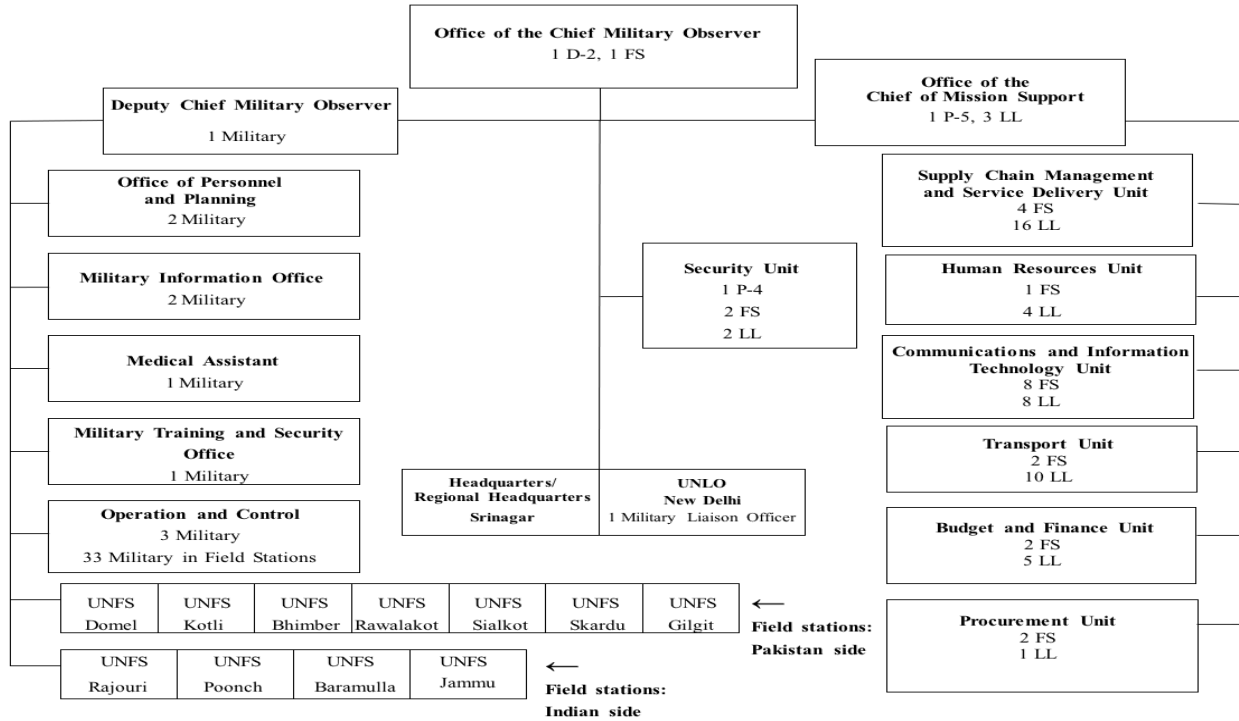 Office of the Chief Military Observer
1 D-2, 1 FS
Office of the
Chief of Mission Support
1 P-5, 3 LL
Deputy Chief Military Observer
1 Military
Office of Personnel
and Planning
2 Military
Military Information Office
2 Military
Medical Assistant
1 Military
Military Training and Security
Office
1 Military
Operation and Control
3 Military
33 Military in Field Stations
Security Unit
1 P-4
2 FS
2 LL
Headquarters/
Regional Headquarters
Srinagar
UNLO
New Delhi
1 Military Liaison Officer
Supply Chain Management
and Service Delivery Unit
4 FS
16 LL
Human Resources Unit
1 FS
4 LL
Communications and Information
Technology Unit
8 FS
8 LL
Transport Unit
2 FS
10 LL
Budget and Finance Unit
2 FS
5 LL
Procurement Unit
2 FS
1 LL
UNFS
Domel
UNFS
Kotli
UNFS
Bhimber
UNFS
Rawalakot
UNFS
Sialkot
UNFS
Skardu
UNFS
Gilgit
←
Field stations:
Pakistan side
UNFS
Rajouri
UNFS
Poonch
UNFS
Baramulla
UNFS
Jammu
←
Field stations:
Indian side